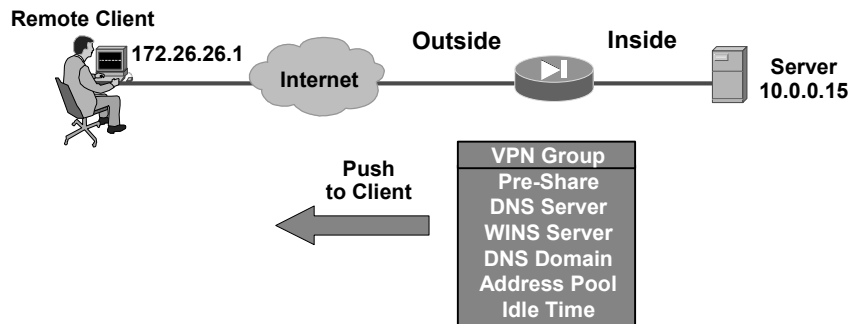 Remote Client
172.26.26.1
Internet
Outside
Inside
Server
10.0.0.15
Push
to Client
VPN Group
Pre-Share
DNS Server
WINS Server
DNS Domain
Address Pool
Idle Time